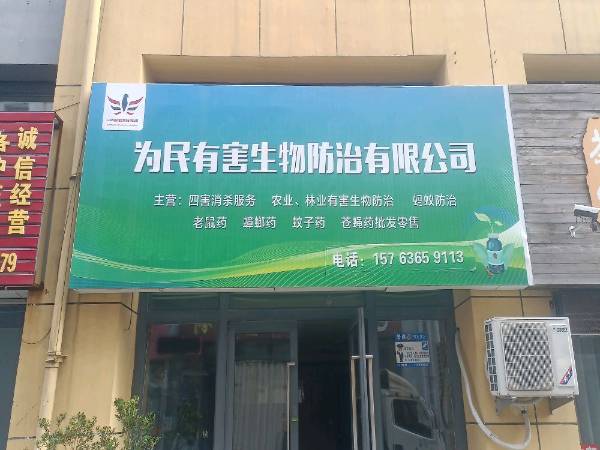 为民有害生物防治有限公司
主营：四害消杀服务 农业、林业有害生物防治 蚂蚁防治
老鼠药 蟑螂药 蚊子药 苍蝇药批发零售
电话：157 6365 9113
诚信经营
79